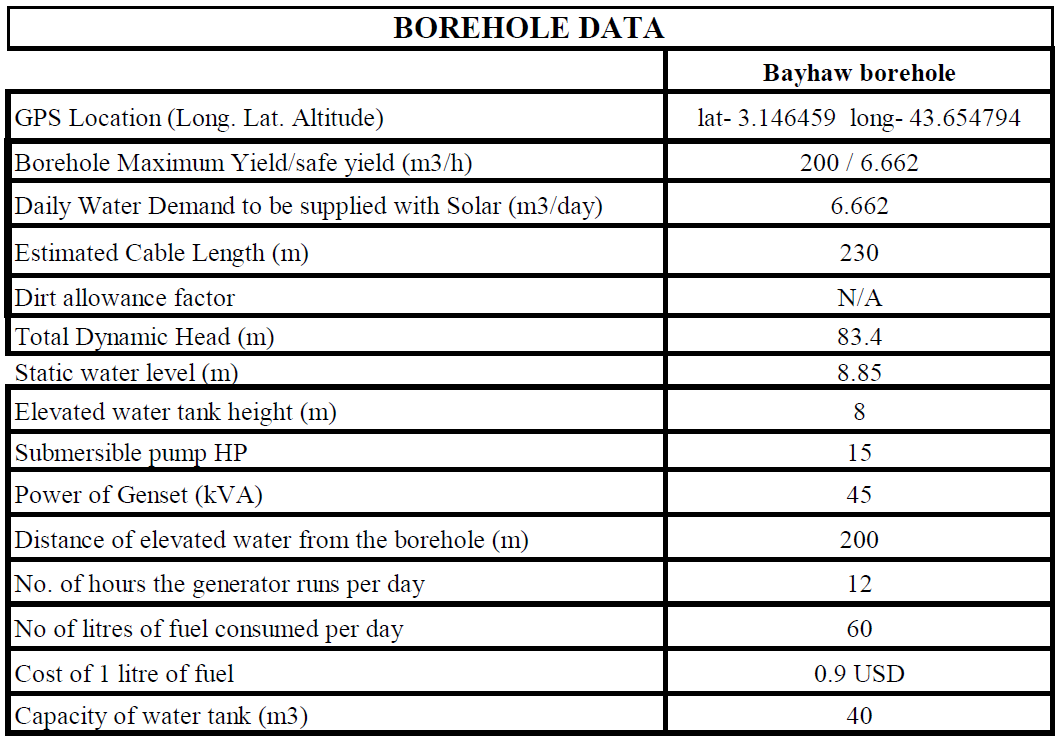 BOREHOLE DATA
Bayhaw borehole
GPS Location (Long. Lat. Altitude) lat- 3.146459 long- 43.654794
Borehole Maximum Yield/safe yield (m3/h) 200 / 6.662
Daily Water Demand to be supplied with Solar (m3/day) 6.662
Estimated Cable Length (m) 230
Dirt allowance factor N/A
Total Dynamic Head (m) 83.4
Static water level (m) 8.85
Elevated water tank height (m) 8
Submersible pump HP 15
Power of Genset (kVA) 45
Distance of elevated water from the borehole (m) 200
No. of hours the generator runs per day 12
No of litres of fuel consumed per day 60
Cost of 1 litre of fuel 0.9 USD
Capacity of water tank (m3) 40